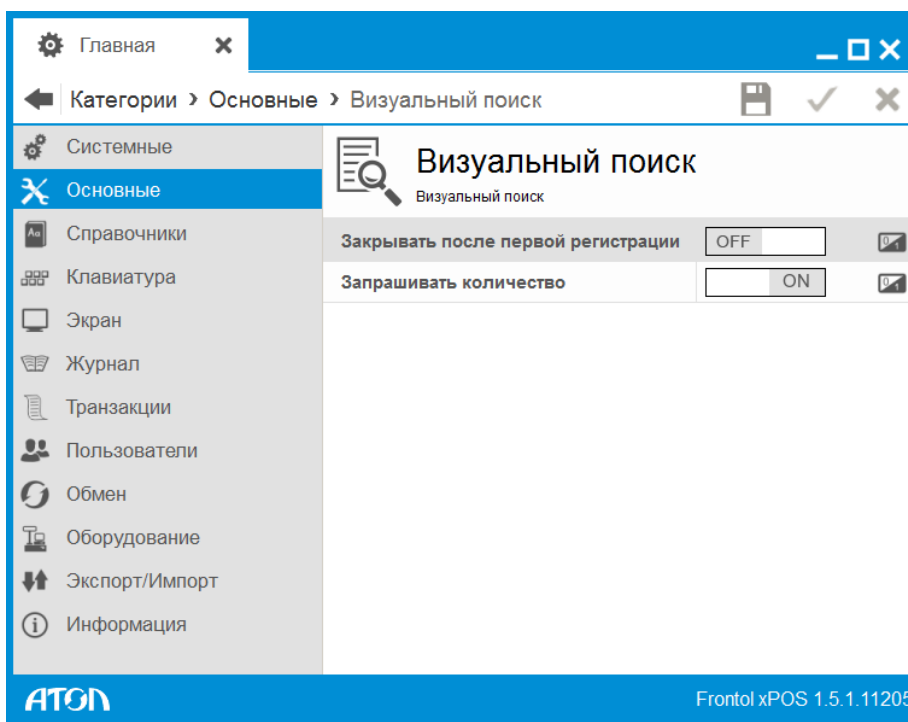 Главная
Категории › Основные › Визуальный поиск
Системные
Основные
Справочники
Клавиатура
Экран
Журнал
Транзакции
Пользователи
Обмен
Оборудование
Экспорт/Импорт
Информация
Визуальный поиск
Визуальный поиск
Закрывать после первой регистрации OFF
Запрашивать количество ON
ATOL
Frontol xPOS 1.5.1.11205